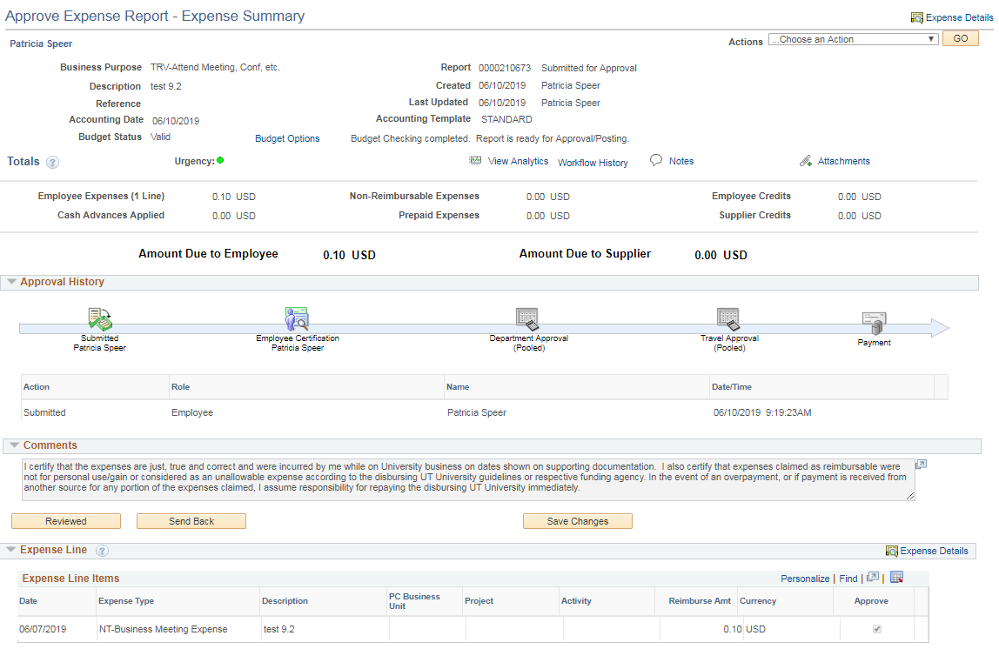 Approve Expense Report - Expense Summary
Expense Details
Patricia Speer
Actions ...Choose an Action GO
Business Purpose TRV-Attend Meeting, Conf, etc. Report 0000210673 Submitted for Approval
Description test 9.2 Created 06/10/2019 Patricia Speer
Reference Last Updated 06/10/2019 Patricia Speer
Accounting Date 06/10/2019 Accounting Template STANDARD
Budget Status Valid Budget Options Budget Checking completed. Report is ready for Approval/Posting.
Totals ? Urgency: View Analytics Workflow History Notes Attachments
Employee Expenses (1 Line) 0.10 USD Non-Reimbursable Expenses 0.00 USD Employee Credits 0.00 USD
Cash Advances Applied 0.00 USD Prepaid Expenses 0.00 USD Supplier Credits 0.00 USD
Amount Due to Employee 0.10 USD Amount Due to Supplier 0.00 USD
Approval History
Submitted Employee Certification Department Approval Travel Approval Payment
Patricia Speer Patricia Speer (Pooled) (Pooled)
Action Role Name Date/Time
Submitted Employee Patricia Speer 06/10/2019 9:19:23AM
Comments
I certify that the expenses are just, true and correct and were incurred by me while on University business on dates shown on supporting documentation. I also certify that expenses claimed as reimbursable were
not for personal use/gain or considered as an unallowable expense according to the disbursing UT University guidelines or respective funding agency. In the event of an overpayment, or if payment is received from
another source for any portion of the expenses claimed, I assume responsibility for repaying the disbursing UT University immediately.
Reviewed Send Back Save Changes
Expense Line ? Expense Details
Expense Line Items Personalize | Find | |
Date Expense Type Description PC Business Unit Project Activity Reimburse Amt Currency Approve
06/07/2019 NT-Business Meeting Expense test 9.2 0.10 USD